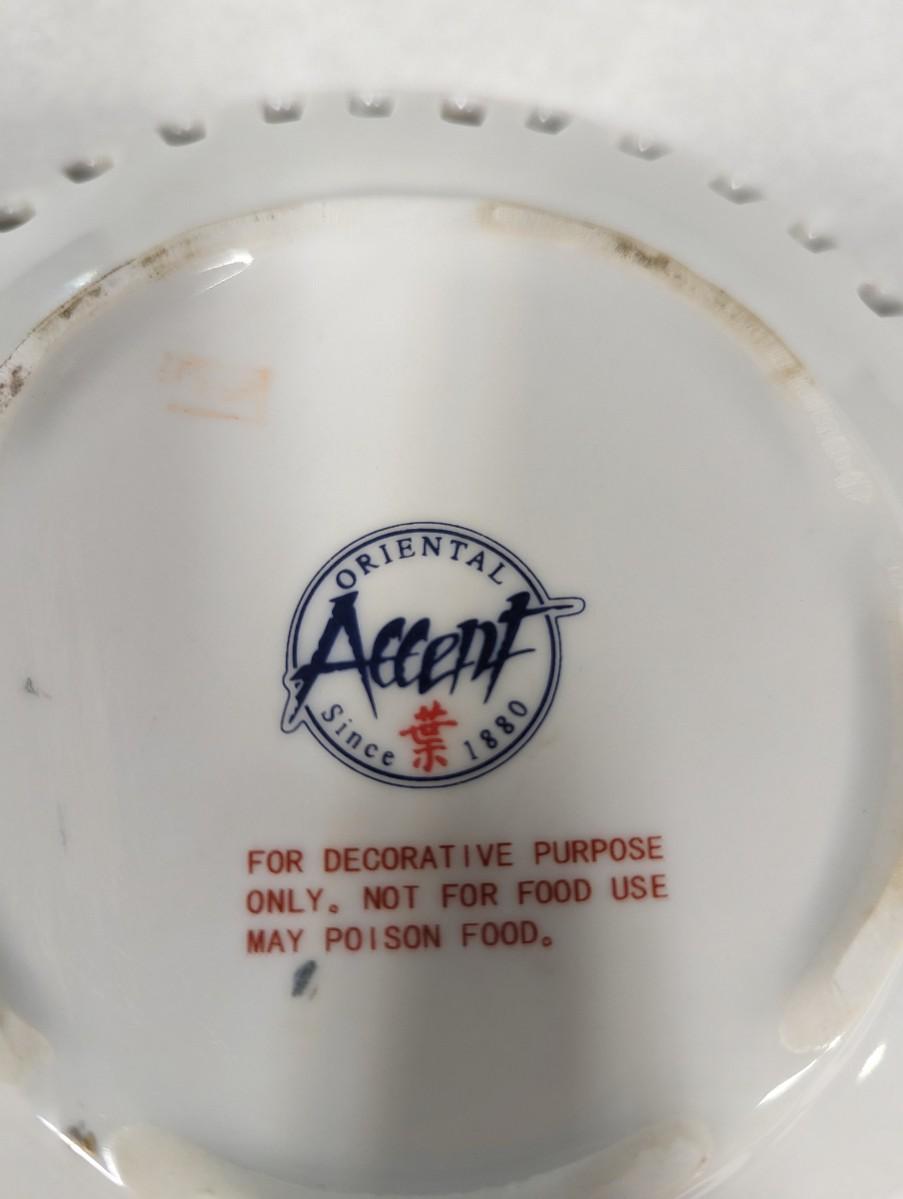 ORIENTAL
Accent
Since 葉 1880
FOR DECORATIVE PURPOSE
ONLY。NOT FOR FOOD USE
MAY POISON FOOD。